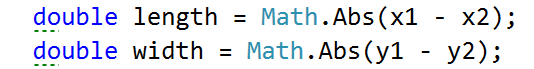 double length = Math.Abs(x1 - x2);
double width = Math.Abs(y1 - y2);